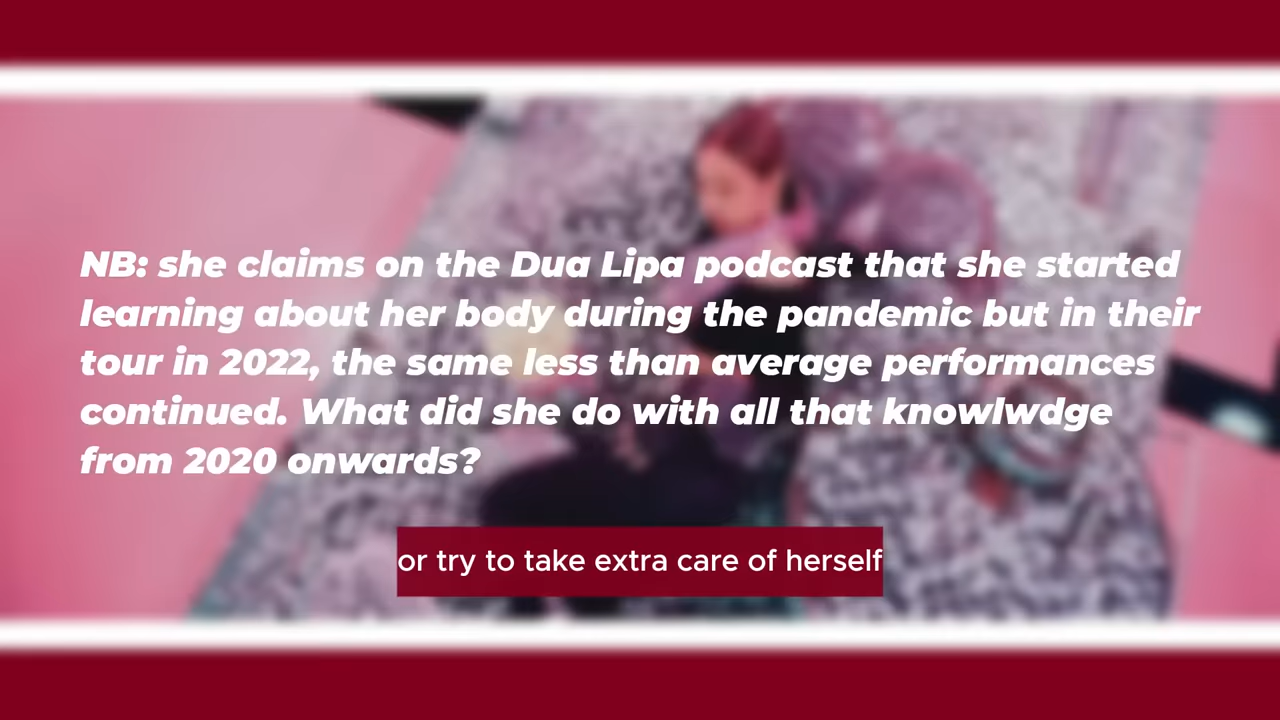 NB: she claims on the Dua Lipa podcast that she started
learning about her body during the pandemic but in their
tour in 2022, the same less than average performances
continued. What did she do with all that knowlwdge
from 2020 onwards?
or try to take extra care of herself